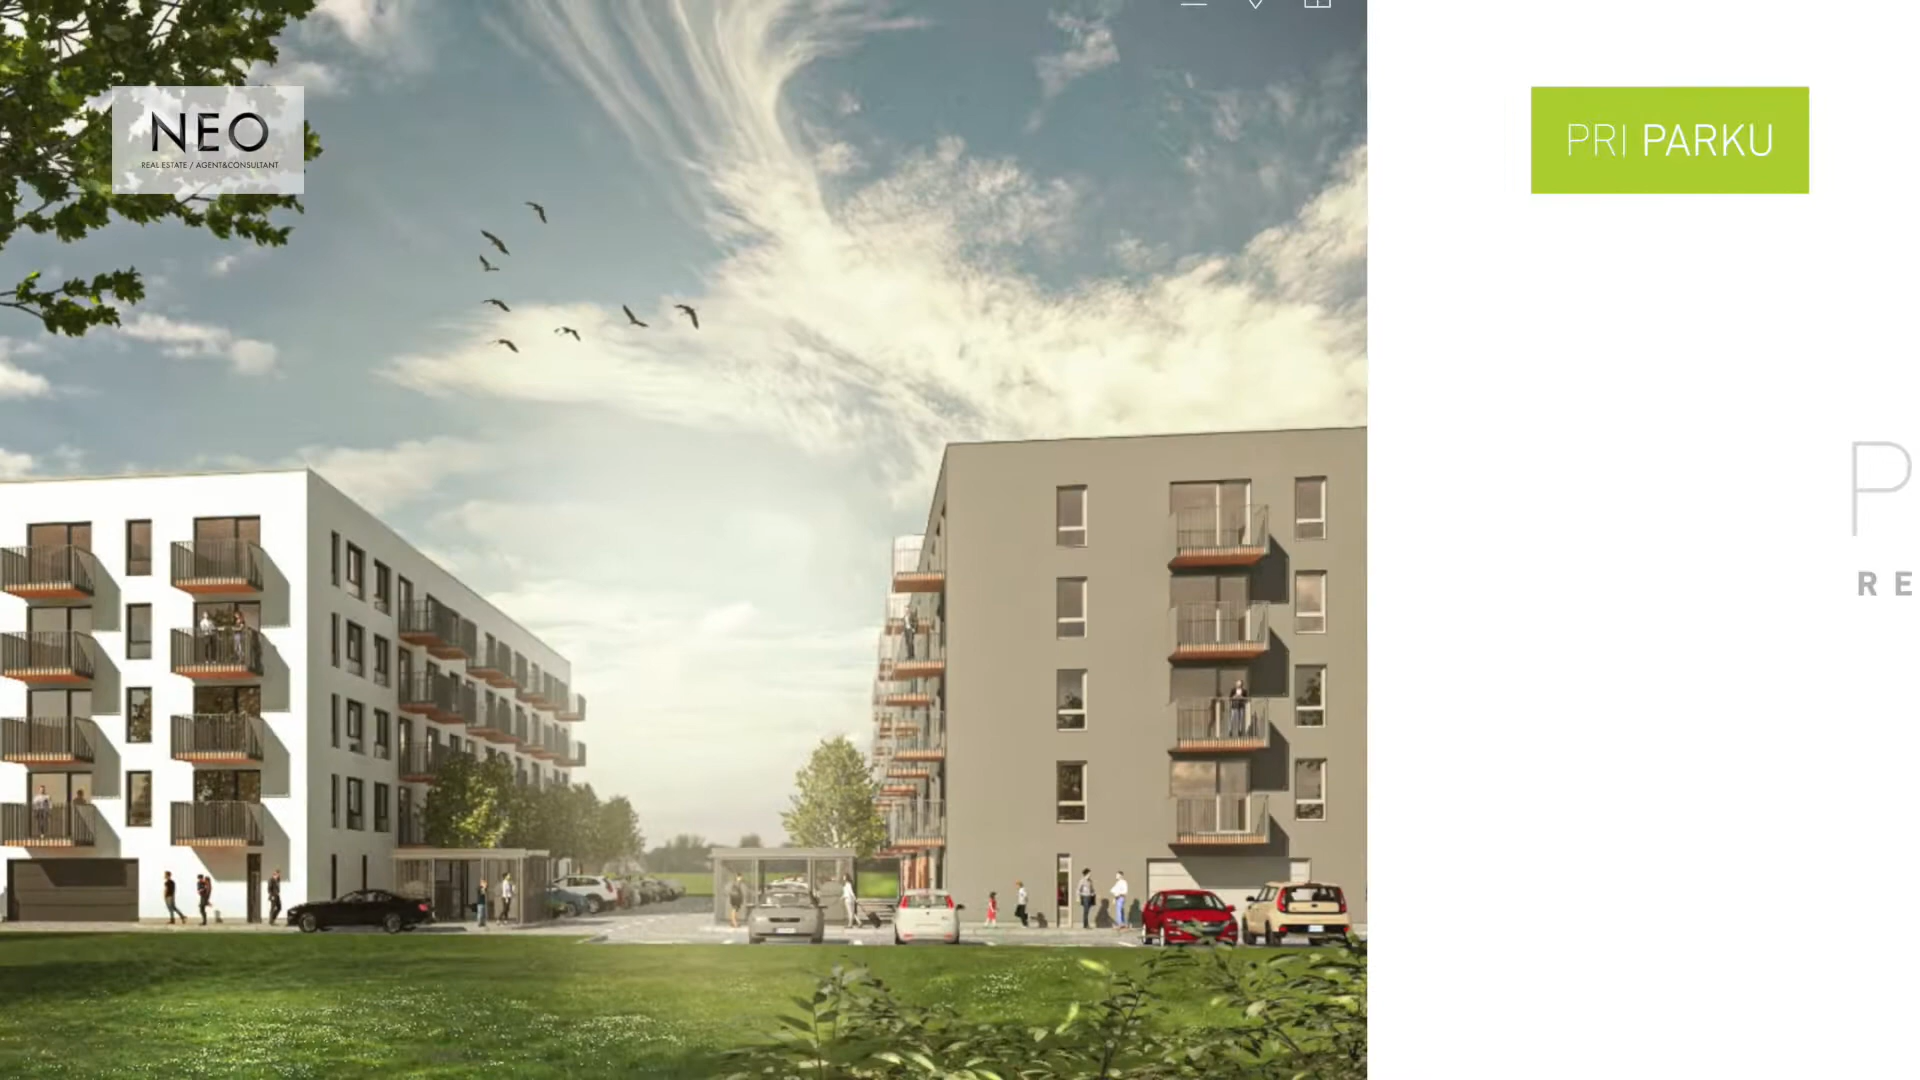 NEO
REAL ESTATE / AGENT&CONSULTANT
PRI PARKU
P
RE